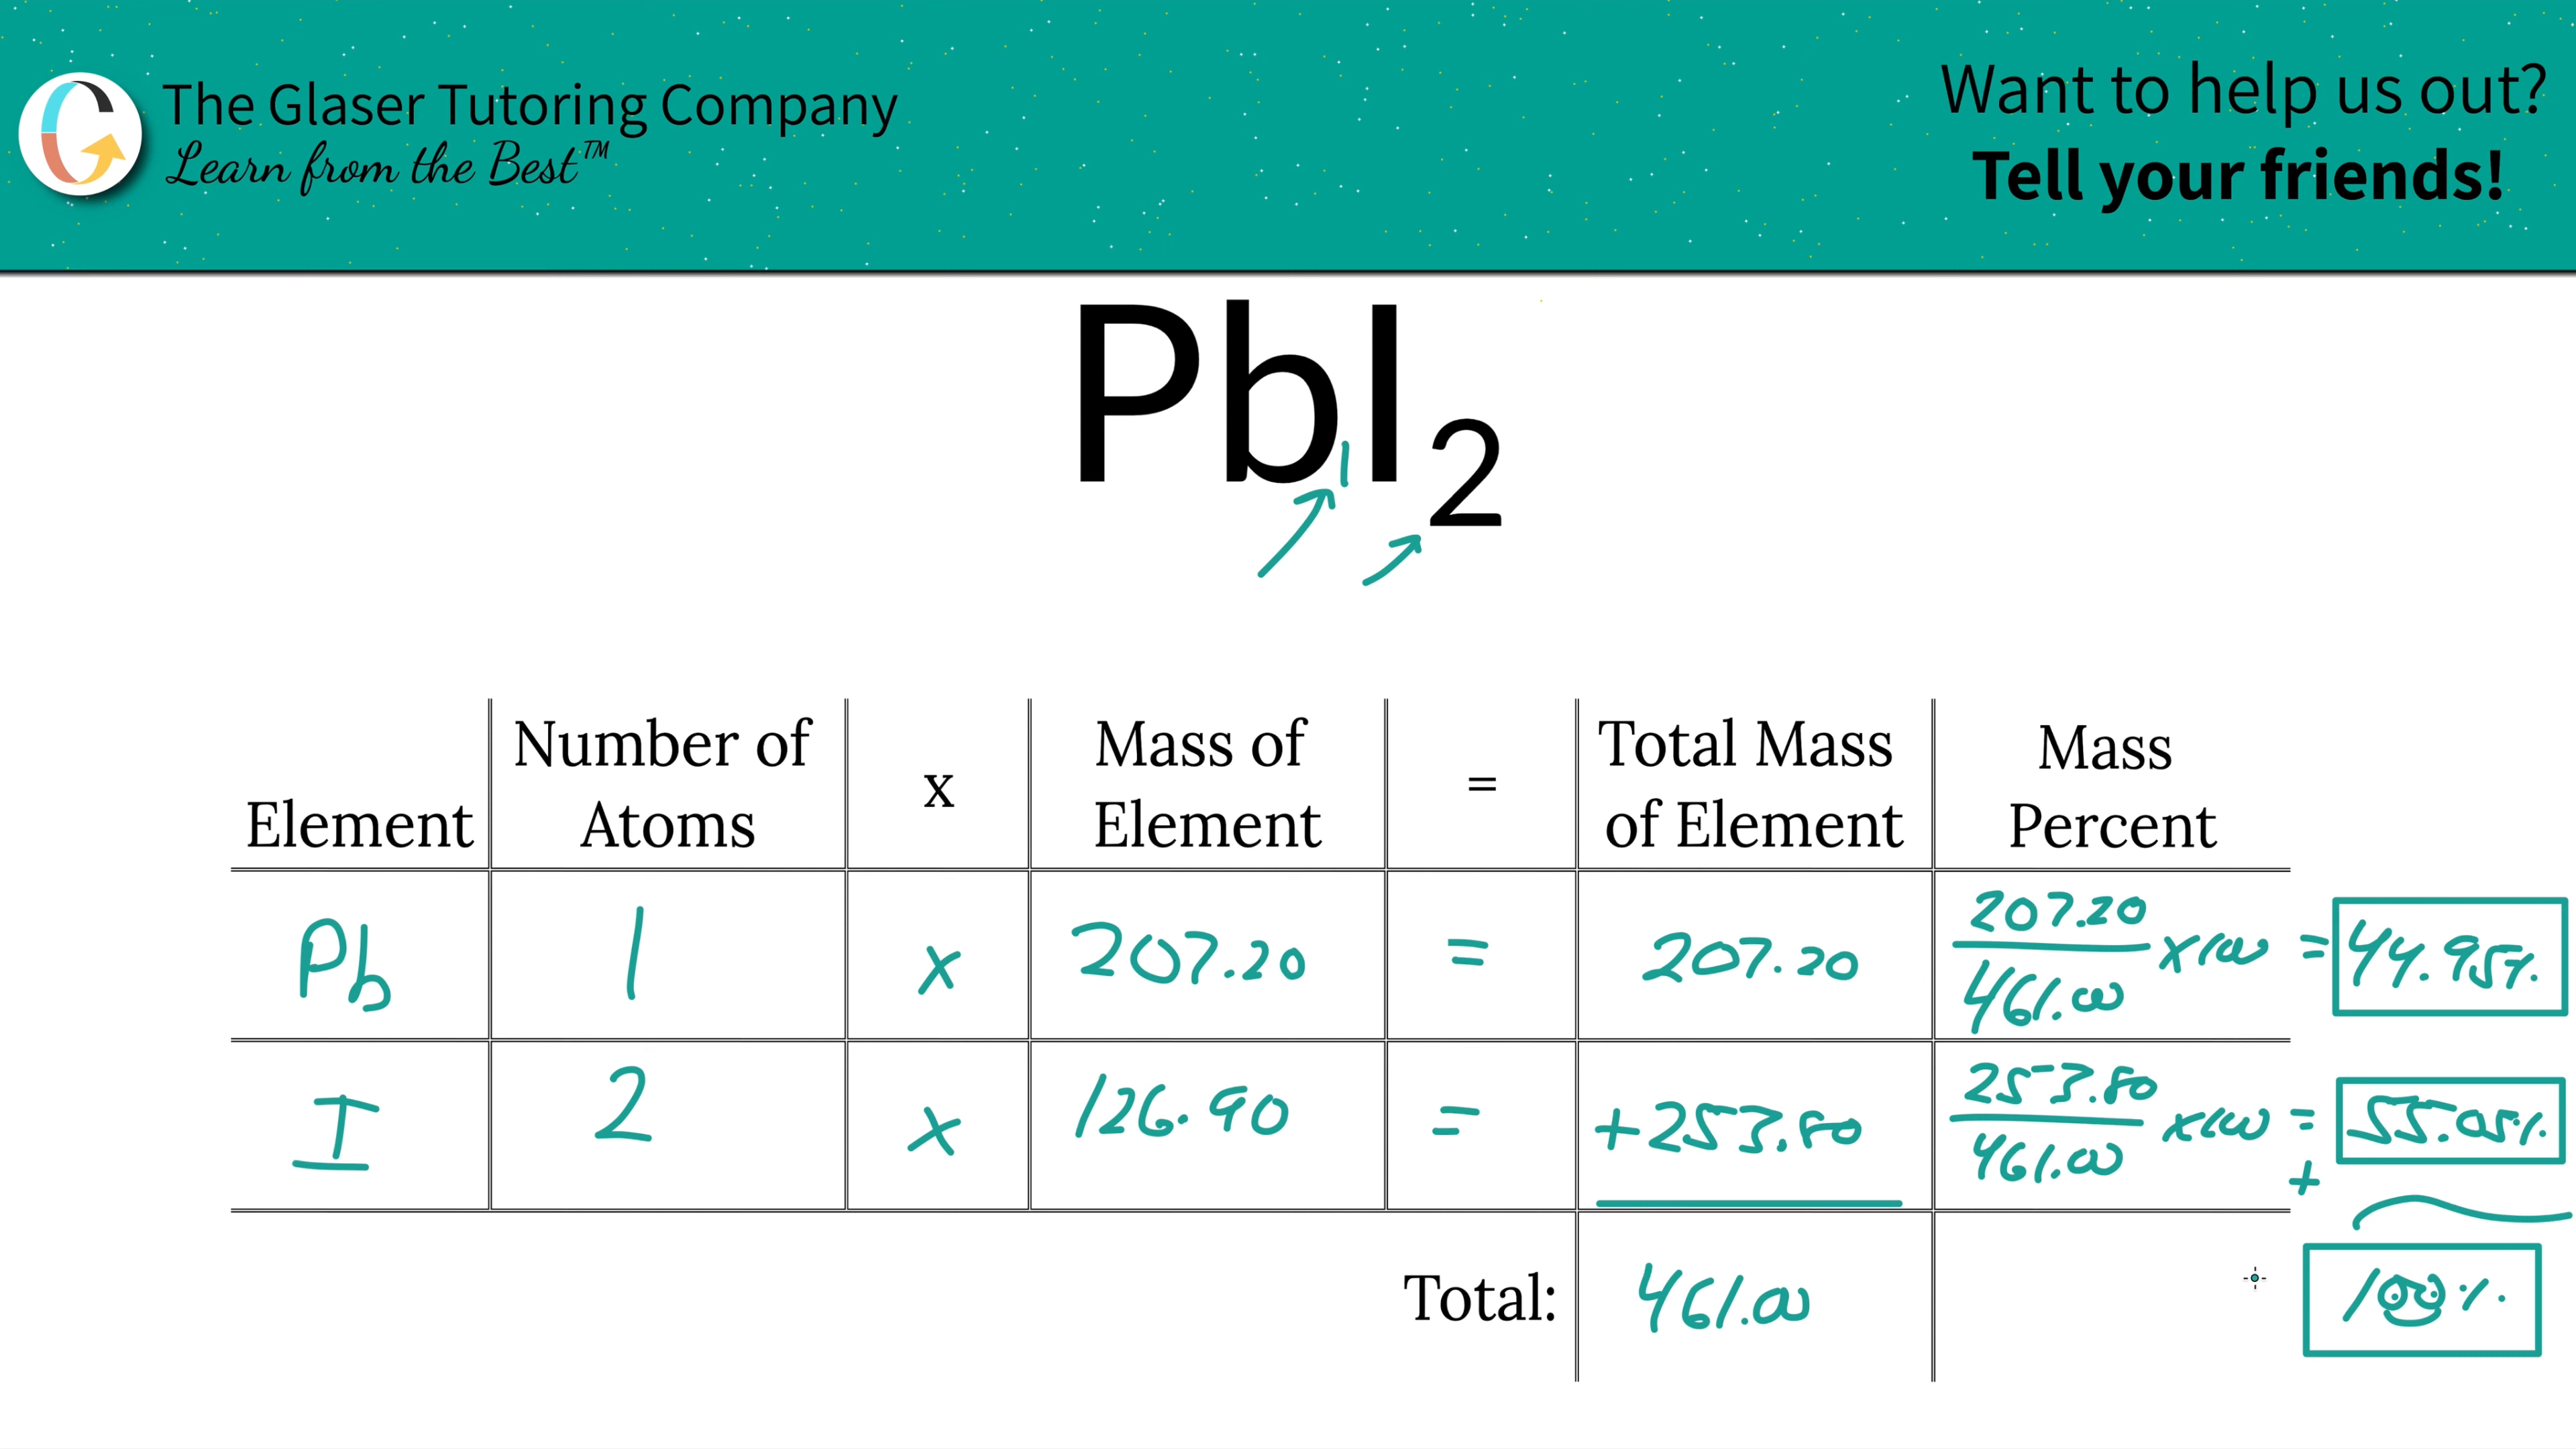 The Glaser Tutoring Company
Learn from the Best™
Want to help us out?
Tell your friends!
PbI₂
1
Element
Number of
Atoms
x
Mass of
Element
=
Total Mass
of Element
Mass
Percent
Pb 1 x 207.20 = 207.20 207.20/461.00 x100 = 44.95%
I 2 x 126.90 = +253.80 253.80/461.00 x100 = 55.05%
+
Total: 461.00 100%